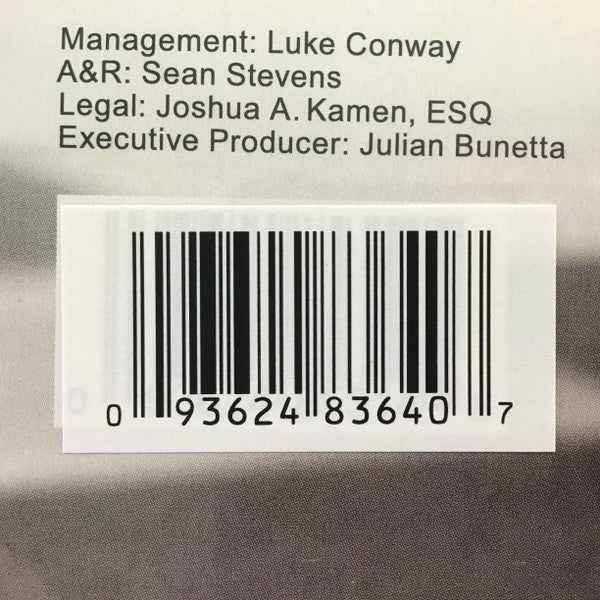 Management: Luke Conway
A&R: Sean Stevens
Legal: Joshua A. Kamen, ESQ
Executive Producer: Julian Bunetta
0 93624 83640 7